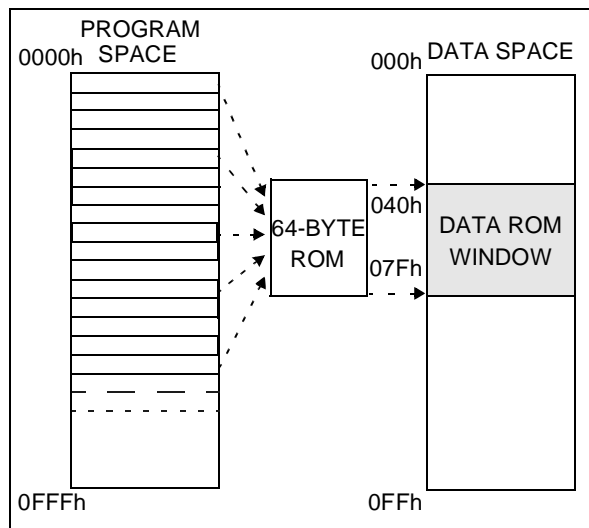 PROGRAM
SPACE
0000h
000h
DATA SPACE
64-BYTE
ROM
040h
07Fh
DATA ROM
WINDOW
0FFFh
0FFh